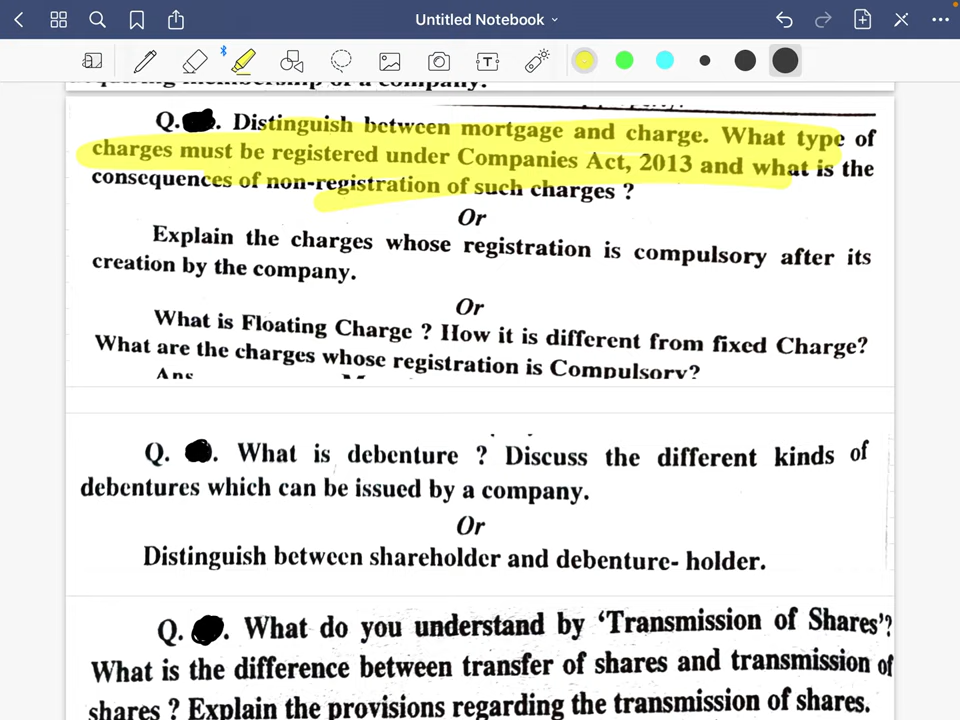 Untitled Notebook
T
quiring membership of a company.
Q. . Distinguish between mortgage and charge. What type of
charges must be registered under Companies Act, 2013 and what is the
consequences of non-registration of such charges ?
Or
Explain the charges whose registration is compulsory after its
creation by the company.
Or
What is Floating Charge ? How it is different from fixed Charge?
What are the charges whose registration is Compulsory?
Ans
Q. . What is debenture ? Discuss the different kinds of
debentures which can be issued by a company.
Or
Distinguish between shareholder and debenture- holder.
Q. . What do you understand by ‘Transmission of Shares’?
What is the difference between transfer of shares and transmission of
shares ? Explain the provisions regarding the transmission of shares.